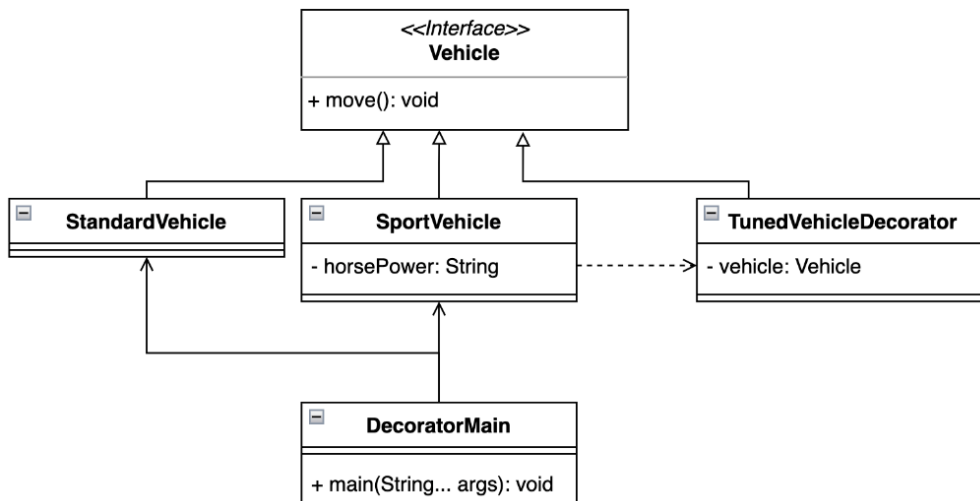 <<Interface>>
Vehicle
+ move(): void
StandardVehicle
SportVehicle
- horsePower: String
TunedVehicleDecorator
- vehicle: Vehicle
DecoratorMain
+ main(String... args): void